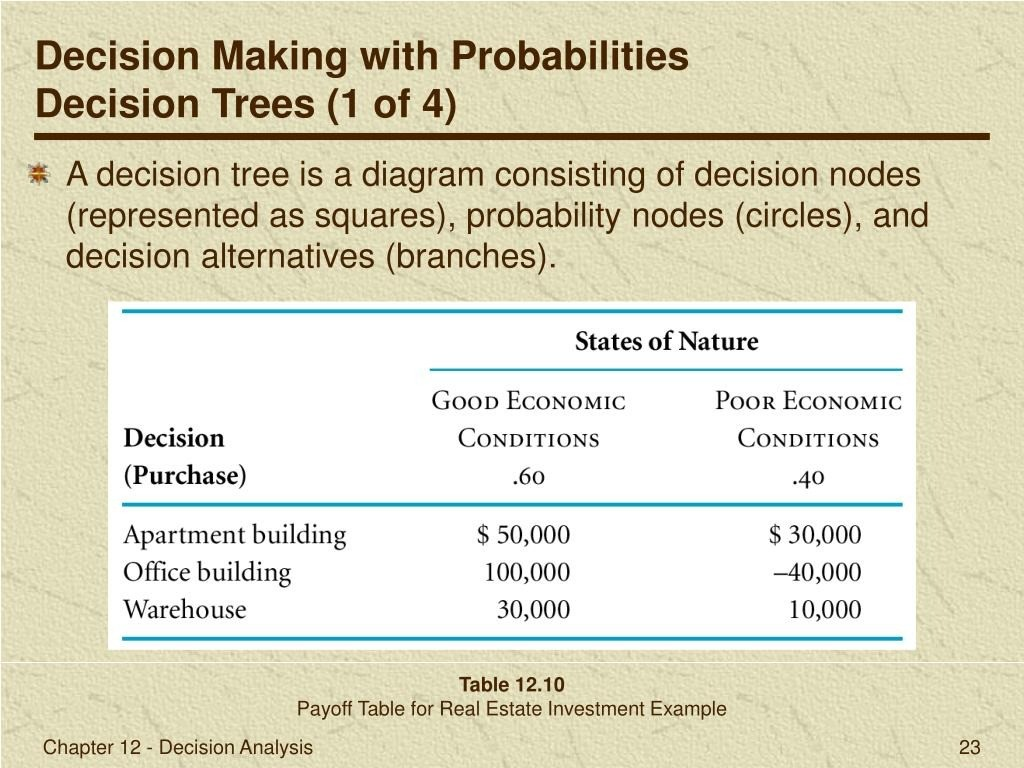 Decision Making with Probabilities
Decision Trees (1 of 4)
A decision tree is a diagram consisting of decision nodes
(represented as squares), probability nodes (circles), and
decision alternatives (branches).
States of Nature
Good Economic Poor Economic
Decision Conditions Conditions
(Purchase) .60 .40
Apartment building $ 50,000 $ 30,000
Office building 100,000 –40,000
Warehouse 30,000 10,000
Table 12.10
Payoff Table for Real Estate Investment Example
Chapter 12 - Decision Analysis 23